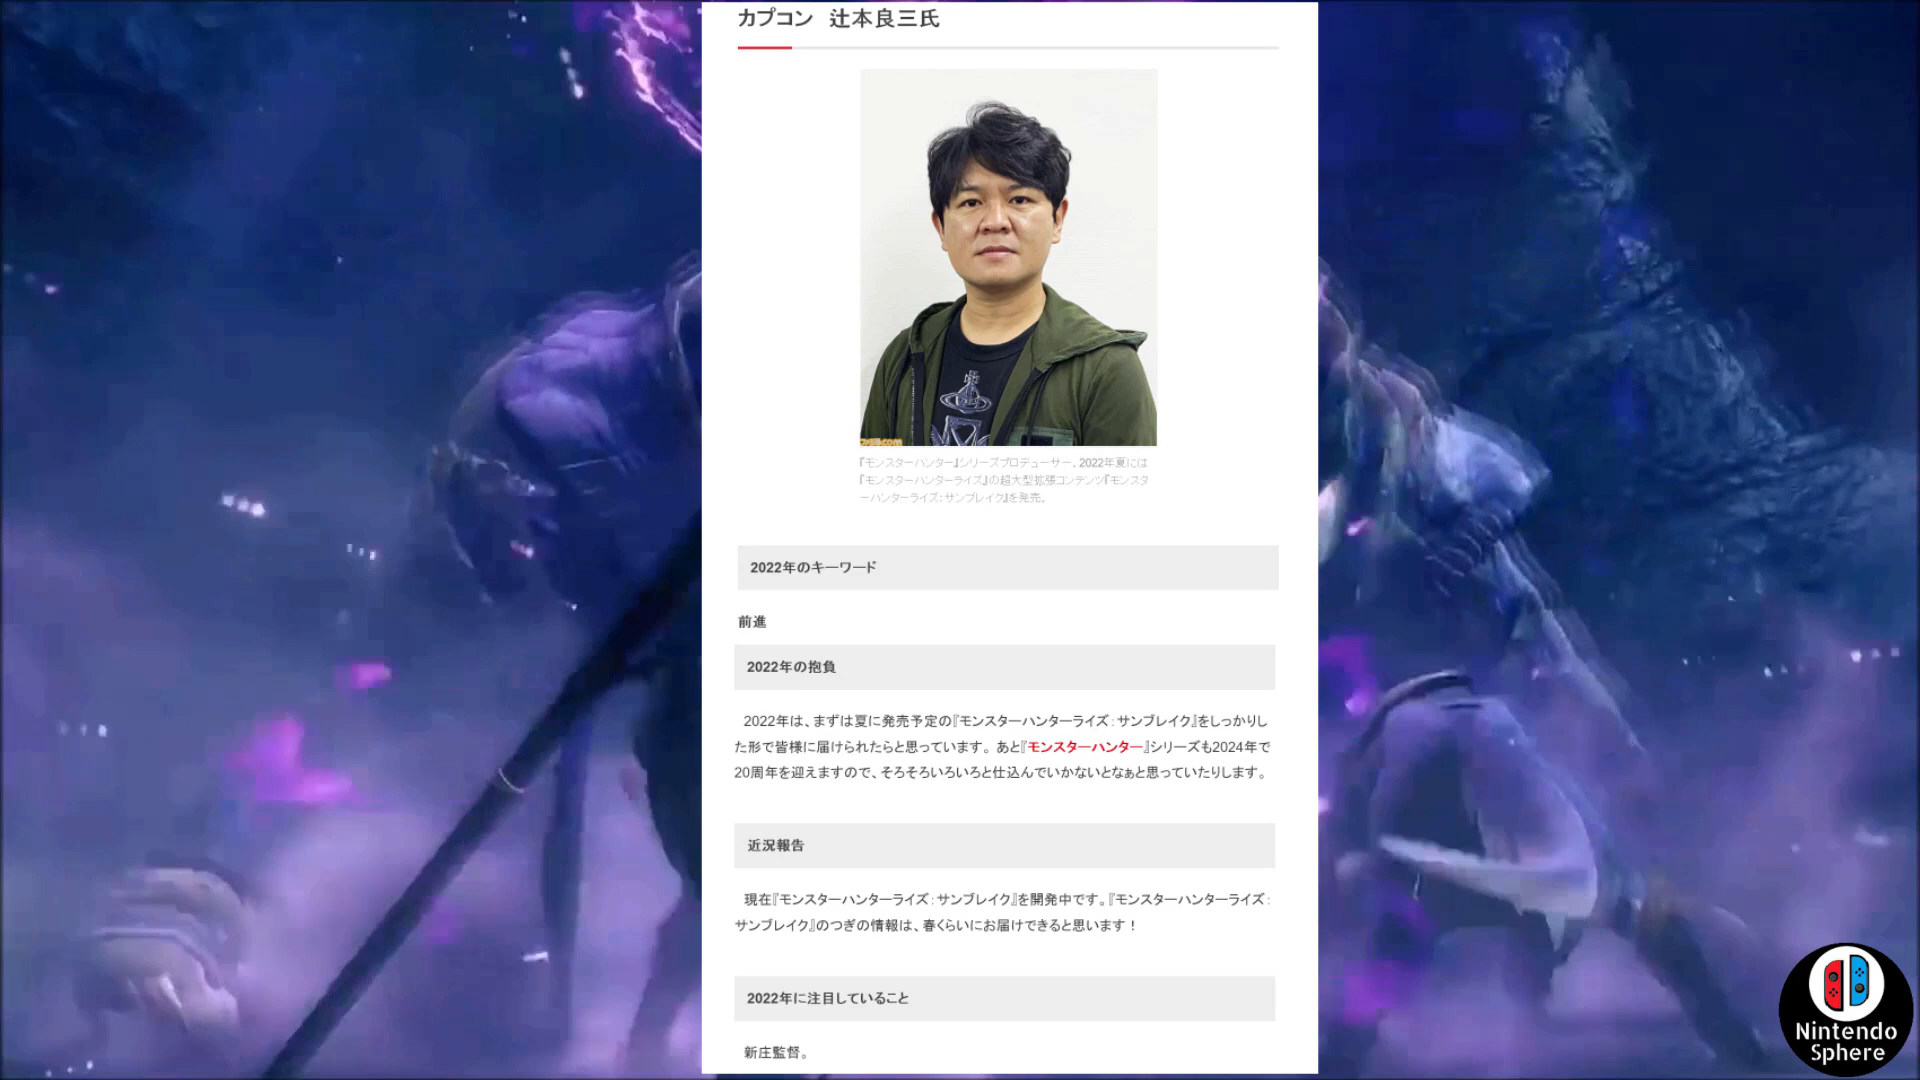 カプコン 辻本良三氏
ファミ通.com
『モンスターハンター』シリーズプロデューサー。2022年夏には
『モンスターハンターライズ』の超大型拡張コンテンツ『モンスタ
ーハンターライズ：サンブレイク』を発売。
2022年のキーワード
前進
2022年の抱負
2022年は、まずは夏に発売予定の『モンスターハンターライズ：サンブレイク』をしっかりし
た形で皆様に届けられたらと思っています。あと『モンスターハンター』シリーズも2024年で
20周年を迎えますので、そろそろいろいろと仕込んでいかないとなぁと思っていたりします。
近況報告
現在『モンスターハンターライズ：サンブレイク』を開発中です。『モンスターハンターライズ：
サンブレイク』のつぎの情報は、春くらいにお届けできると思います！
2022年に注目していること
新庄監督。
Nintendo
Sphere